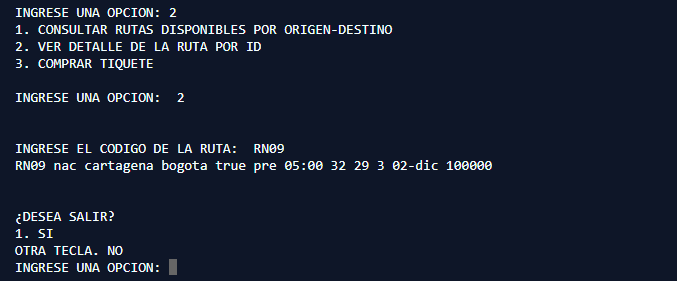 INGRESE UNA OPCION: 2
1. CONSULTAR RUTAS DISPONIBLES POR ORIGEN-DESTINO
2. VER DETALLE DE LA RUTA POR ID
3. COMPRAR TIQUETE
INGRESE UNA OPCION:  2
INGRESE EL CODIGO DE LA RUTA:  RN09
RN09 nac cartagena bogota true pre 05:00 32 29 3 02-dic 100000
¿DESEA SALIR?
1. SI
OTRA TECLA. NO
INGRESE UNA OPCION: